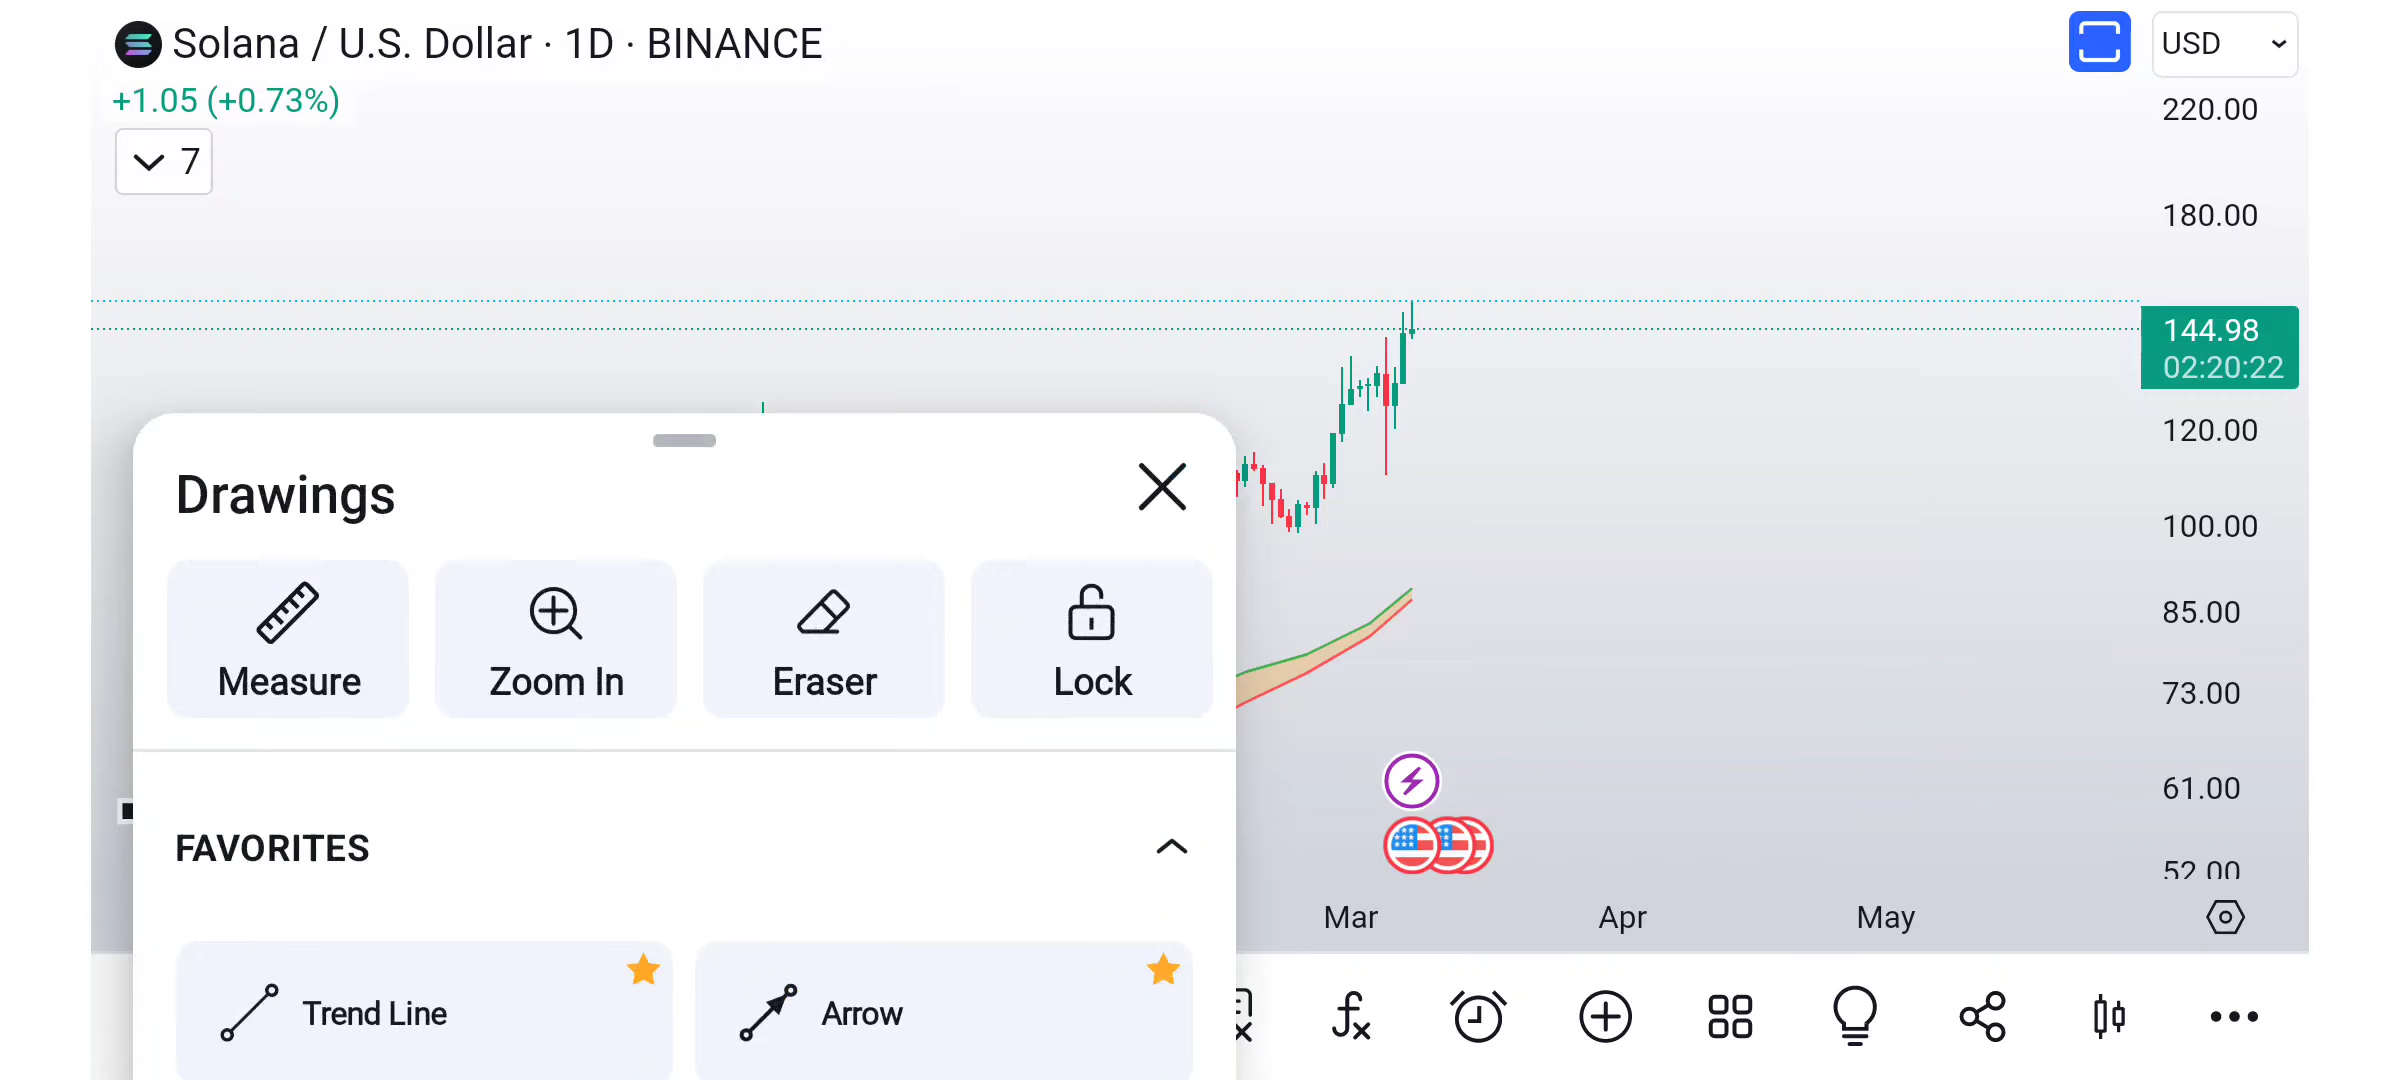 Solana / U.S. Dollar · 1D · BINANCE
+1.05 (+0.73%)
7
USD
220.00
180.00
144.98
02:20:22
120.00
100.00
85.00
73.00
61.00
52.00
Mar
Apr
May
Drawings
Measure
Zoom In
Eraser
Lock
FAVORITES
Trend Line
Arrow